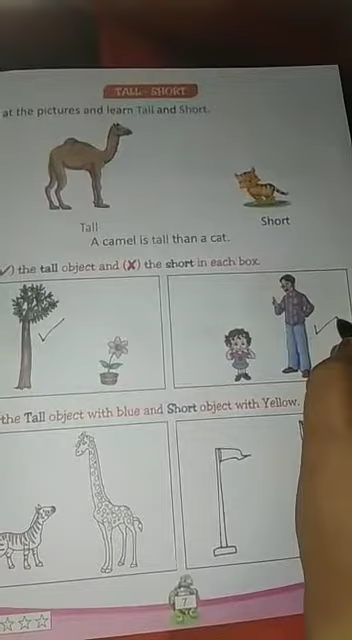 TALL - SHORT
at the pictures and learn Tall and Short.
Tall
Short
A camel is tall than a cat.
(✓) the tall object and (✗) the short in each box.
the Tall object with blue and Short object with Yellow.
7